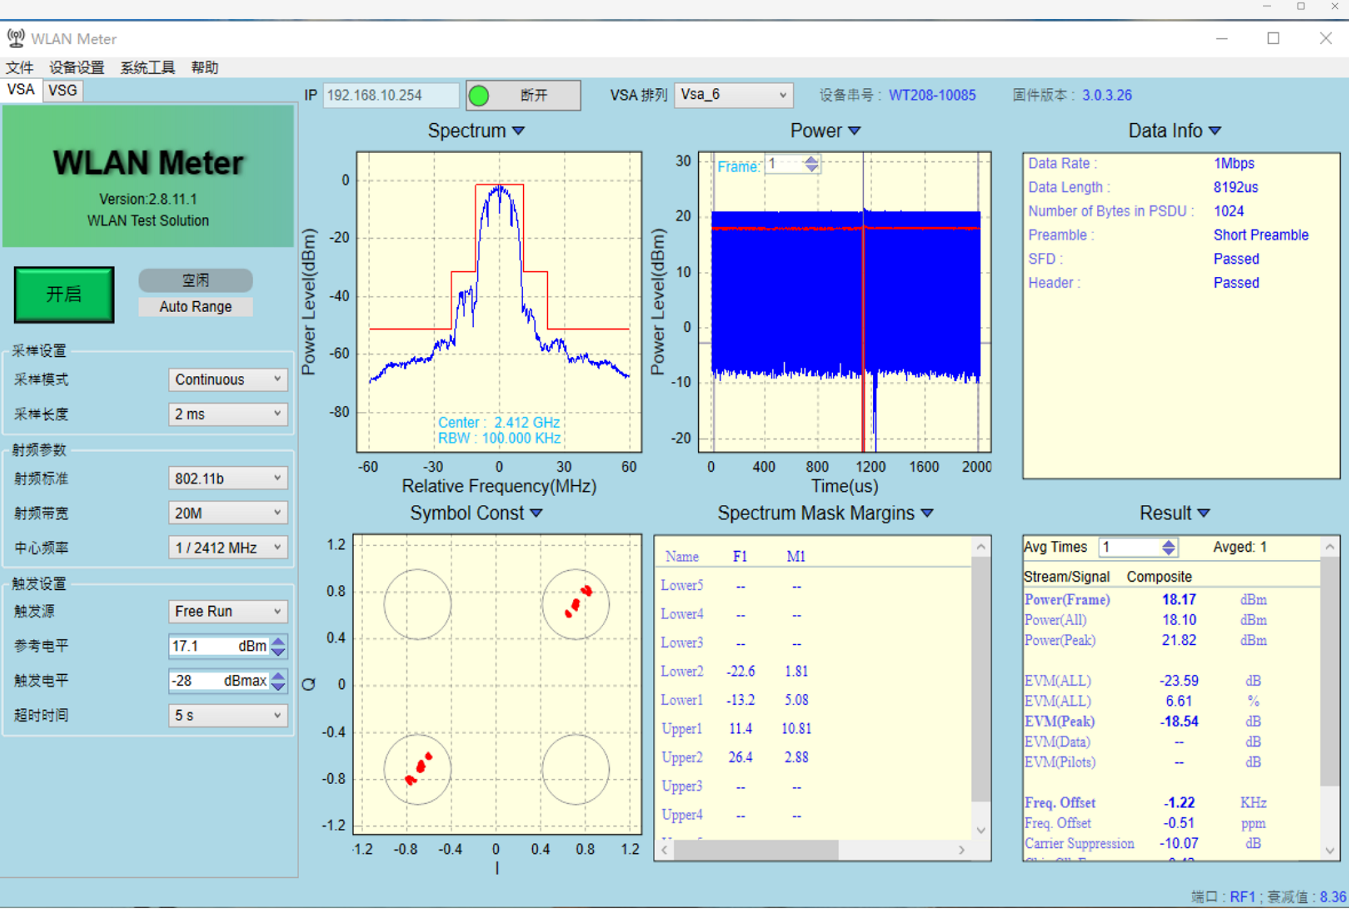 WLAN Meter
文件 设备设置 系统工具 帮助
VSA VSG
IP 192.168.10.254 断开 VSA 排列 Vsa_6 设备串号 : WT208-10085 固件版本 : 3.0.3.26
WLAN Meter
Version:2.8.11.1
WLAN Test Solution
开启
空闲
Auto Range
采样设置
采样模式 Continuous
采样长度 2 ms
射频参数
射频标准 802.11b
射频带宽 20M
中心频率 1 / 2412 MHz
触发设置
触发源 Free Run
参考电平 17.1 dBm
触发电平 -28 dBmax
超时时间 5 s
Spectrum
Power Level(dBm)
0
-20
-40
-60
-80
Center : 2.412 GHz
RBW : 100.000 KHz
-60 -30 0 30 60
Relative Frequency(MHz)
Power
Frame: 1
Power Level(dBm)
30
20
10
0
-10
-20
0 400 800 1200 1600 2000
Time(us)
Data Info
Data Rate : 1Mbps
Data Length : 8192us
Number of Bytes in PSDU : 1024
Preamble : Short Preamble
SFD : Passed
Header : Passed
Symbol Const
Q
1.2
0.8
0.4
0
-0.4
-0.8
-1.2
-1.2 -0.8 -0.4 0 0.4 0.8 1.2
I
Spectrum Mask Margins
Name F1 M1
Lower5 -- --
Lower4 -- --
Lower3 -- --
Lower2 -22.6 1.81
Lower1 -13.2 5.08
Upper1 11.4 10.81
Upper2 26.4 2.88
Upper3 -- --
Upper4 -- --
Result
Avg Times 1 Avged: 1
Stream/Signal Composite
Power(Frame) 18.17 dBm
Power(All) 18.10 dBm
Power(Peak) 21.82 dBm
EVM(ALL) -23.59 dB
EVM(ALL) 6.61 %
EVM(Peak) -18.54 dB
EVM(Data) -- dB
EVM(Pilots) -- dB
Freq. Offset -1.22 KHz
Freq. Offset -0.51 ppm
Carrier Suppression -10.07 dB
端口 : RF1 ; 衰减值 : 8.36